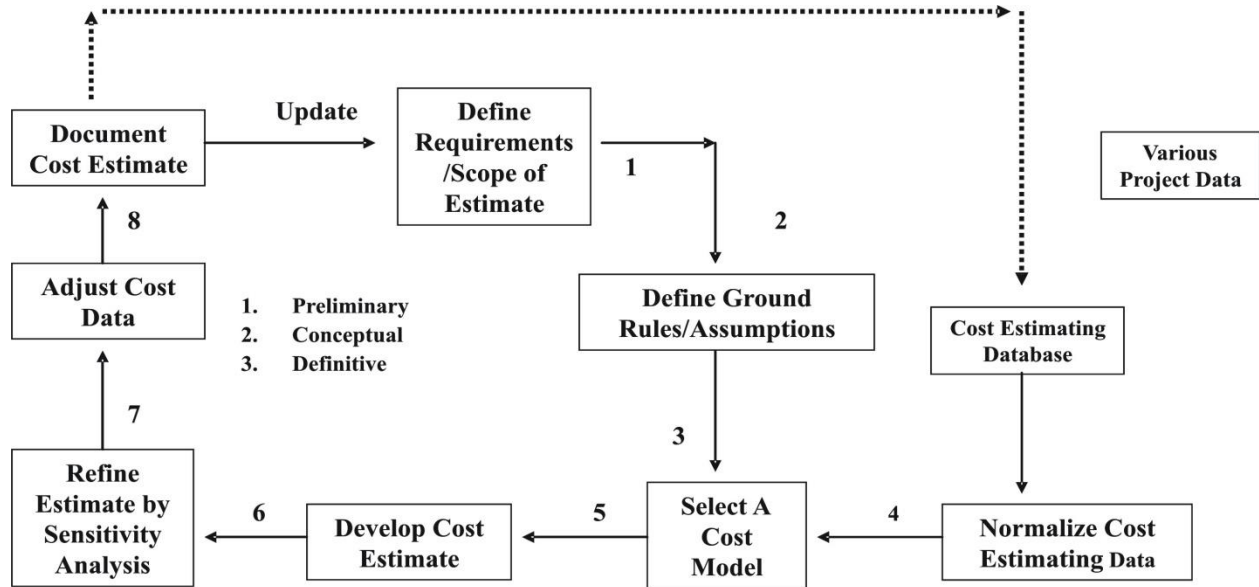 Document
Cost Estimate
Update
Define
Requirements
/Scope of
Estimate
1
Various
Project Data
2
8
Adjust Cost
Data
1. Preliminary
2. Conceptual
3. Definitive
Define Ground
Rules/Assumptions
Cost Estimating
Database
7
3
Refine
Estimate by
Sensitivity
Analysis
6
Develop Cost
Estimate
5
Select A
Cost
Model
4
Normalize Cost
Estimating Data